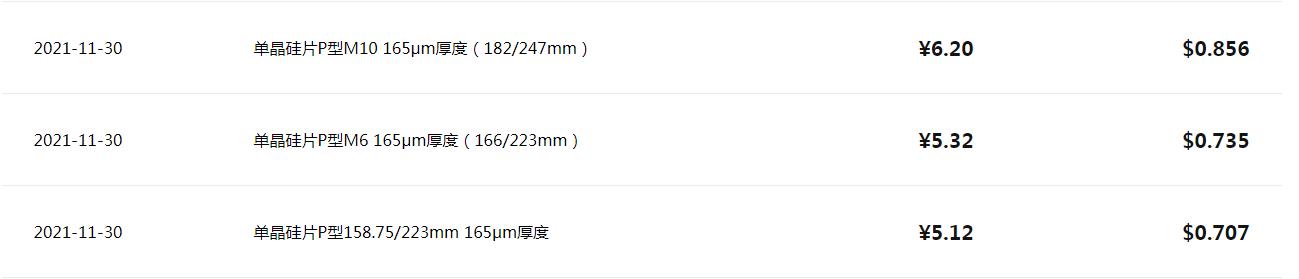 2021-11-30 单晶硅片P型M10 165μm厚度（182/247mm） ¥6.20 $0.856
2021-11-30 单晶硅片P型M6 165μm厚度（166/223mm） ¥5.32 $0.735
2021-11-30 单晶硅片P型158.75/223mm 165μm厚度 ¥5.12 $0.707